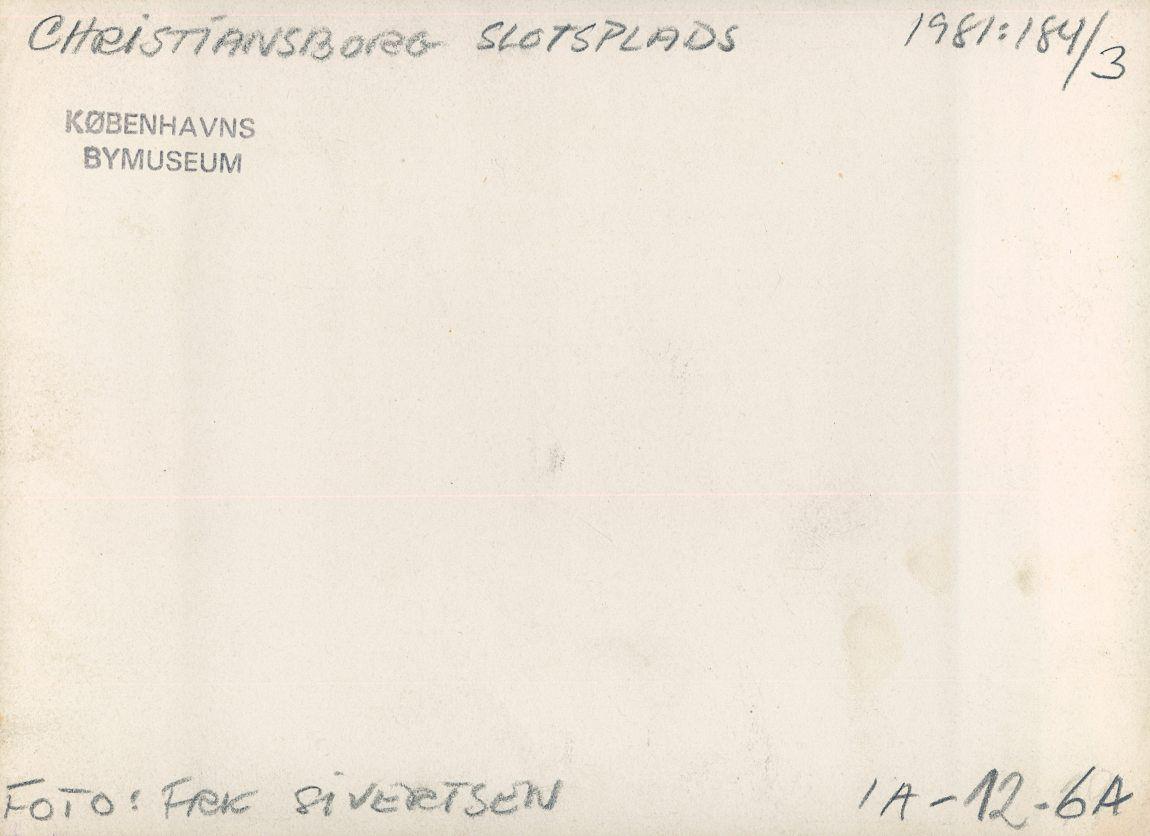 CHRISTIANSBORG SLOTSPLADS 1981:184/3
KØBENHAVNS
BYMUSEUM
FOTO: FRK SIVERTSEN 1A-12-6A